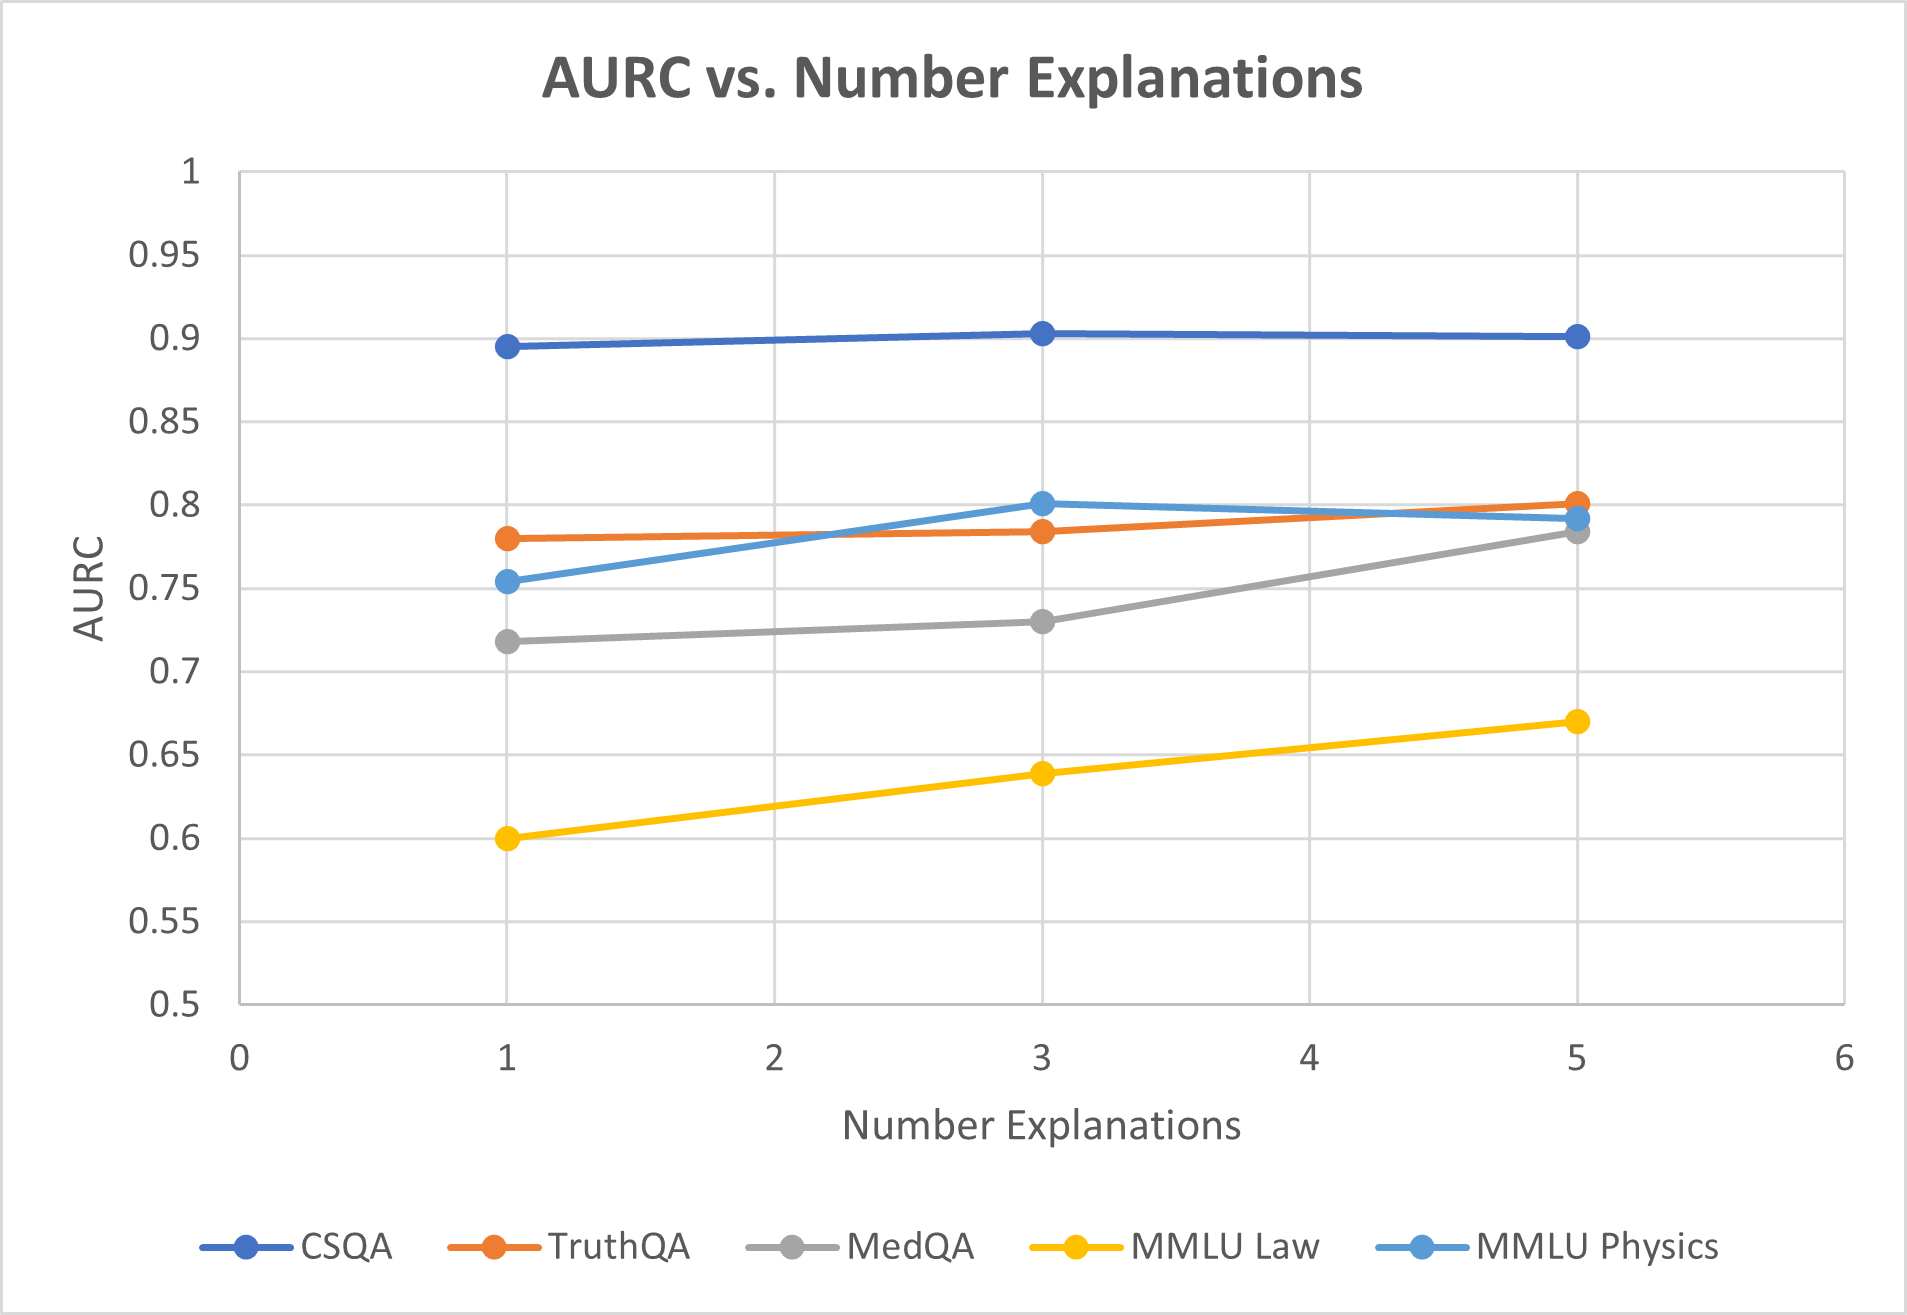 AURC vs. Number Explanations
1
0.95
0.9
0.85
0.8
0.75
0.7
0.65
0.6
0.55
0.5
AURC
0 1 2 3 4 5 6
Number Explanations
CSQA TruthQA MedQA MMLU Law MMLU Physics